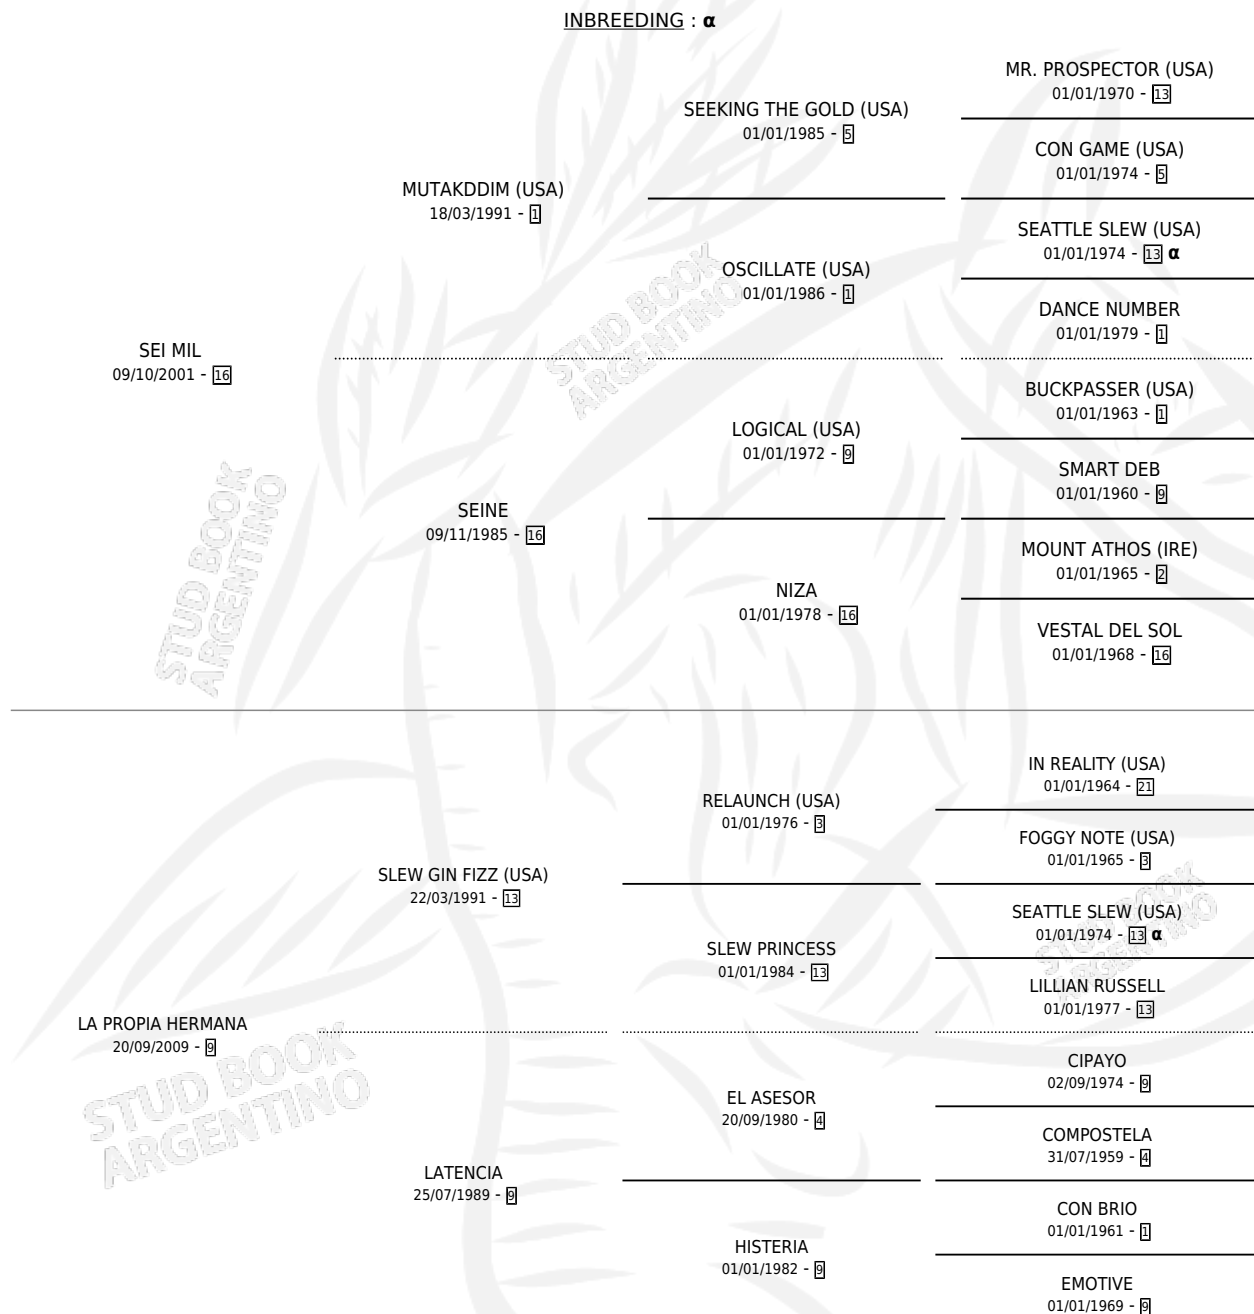 INBREEDING : α
MR. PROSPECTOR (USA)
01/01/1970 - 13
SEEKING THE GOLD (USA)
01/01/1985 - 5
CON GAME (USA)
01/01/1974 - 5
MUTAKDDIM (USA)
18/03/1991 - 1
SEATTLE SLEW (USA)
01/01/1974 - 13 α
OSCILLATE (USA)
01/01/1986 - 1
DANCE NUMBER
01/01/1979 - 1
SEI MIL
09/10/2001 - 16
BUCKPASSER (USA)
01/01/1963 - 1
LOGICAL (USA)
01/01/1972 - 9
SMART DEB
01/01/1960 - 9
SEINE
09/11/1985 - 16
MOUNT ATHOS (IRE)
01/01/1965 - 2
NIZA
01/01/1978 - 16
VESTAL DEL SOL
01/01/1968 - 16
IN REALITY (USA)
01/01/1964 - 21
RELAUNCH (USA)
01/01/1976 - 3
FOGGY NOTE (USA)
01/01/1965 - 3
SLEW GIN FIZZ (USA)
22/03/1991 - 13
SEATTLE SLEW (USA)
01/01/1974 - 13 α
SLEW PRINCESS
01/01/1984 - 13
LILLIAN RUSSELL
01/01/1977 - 13
LA PROPIA HERMANA
20/09/2009 - 9
CIPAYO
02/09/1974 - 9
EL ASESOR
20/09/1980 - 4
COMPOSTELA
31/07/1959 - 4
LATENCIA
25/07/1989 - 9
CON BRIO
01/01/1961 - 1
HISTERIA
01/01/1982 - 9
EMOTIVE
01/01/1969 - 9
STUD BOOK
ARGENTINO
STUD BOOK
ARGENTINO
STUD BOOK
ARGENTINO
STUD BOOK
ARGENTINO